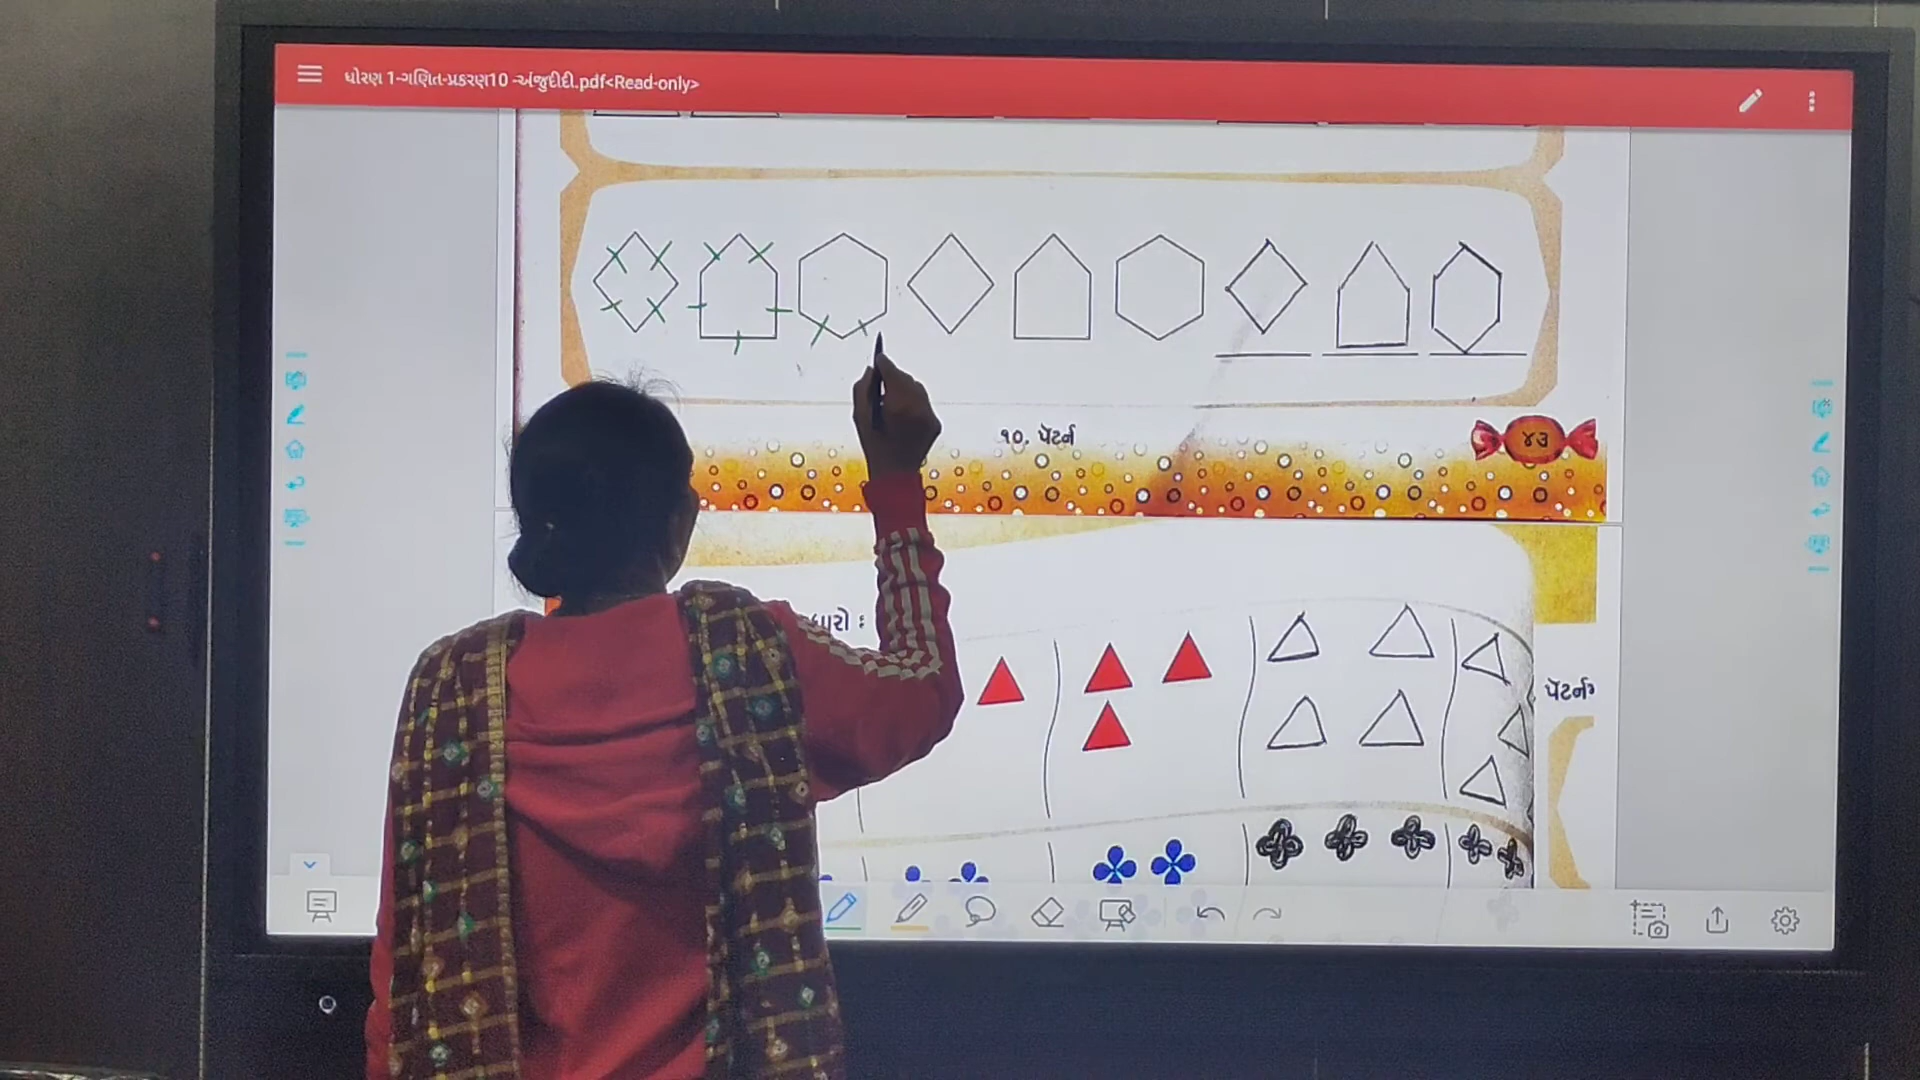 ધોરણ 1-ગણિત-પ્રકરણ10 -અંજુદીદી.pdf<Read-only>
૧૦. પૅટર્ન
૪૩
ધારો :
પૅટર્ન